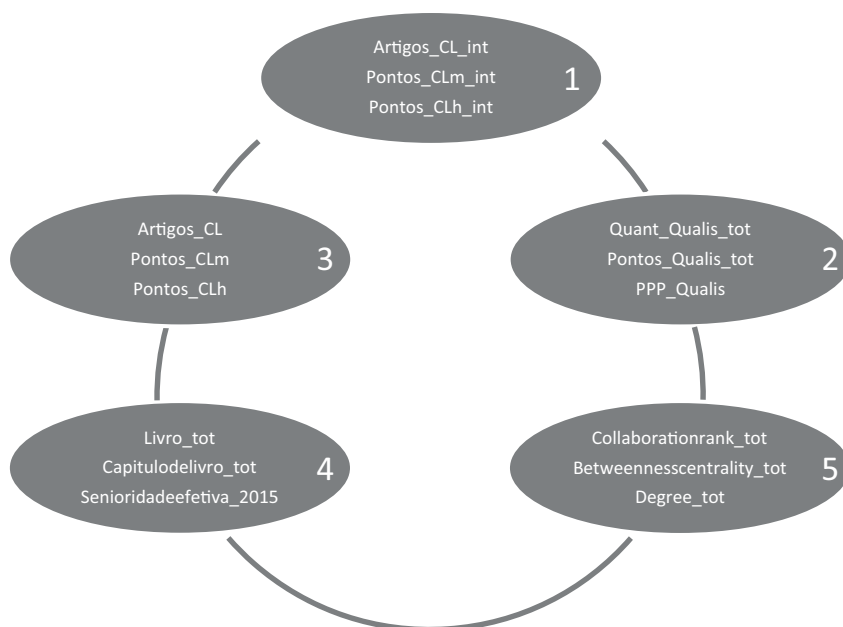 Artigos_CL_int
Pontos_CLm_int
Pontos_CLh_int
1
Artigos_CL
Pontos_CLm
Pontos_CLh
3
Quant_Qualis_tot
Pontos_Qualis_tot
PPP_Qualis
2
Livro_tot
Capitulodelivro_tot
Senioridadeefetiva_2015
4
Collaborationrank_tot
Betweennesscentrality_tot
Degree_tot
5